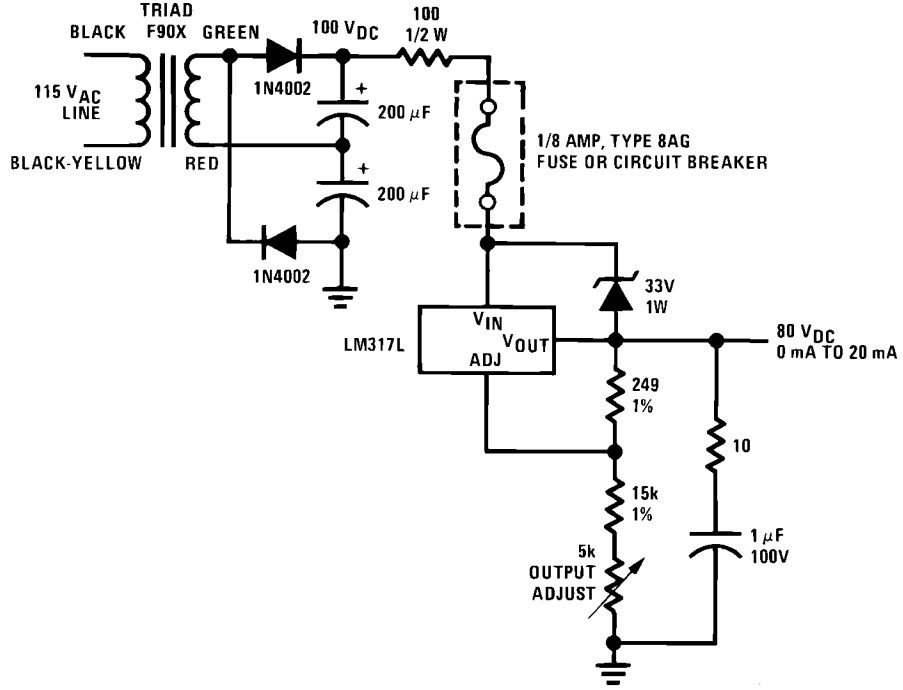 TRIAD
F90X
BLACK
GREEN
115 VAC
LINE
BLACK-YELLOW
RED
1N4002
100 VDC
100
1/2 W
+
200 μF
+
200 μF
1N4002
1/8 AMP, TYPE 8AG
FUSE OR CIRCUIT BREAKER
33V
1W
LM317L
VIN
VOUT
ADJ
80 VDC
0 mA TO 20 mA
249
1%
10
15k
1%
1 μF
100V
5k
OUTPUT
ADJUST